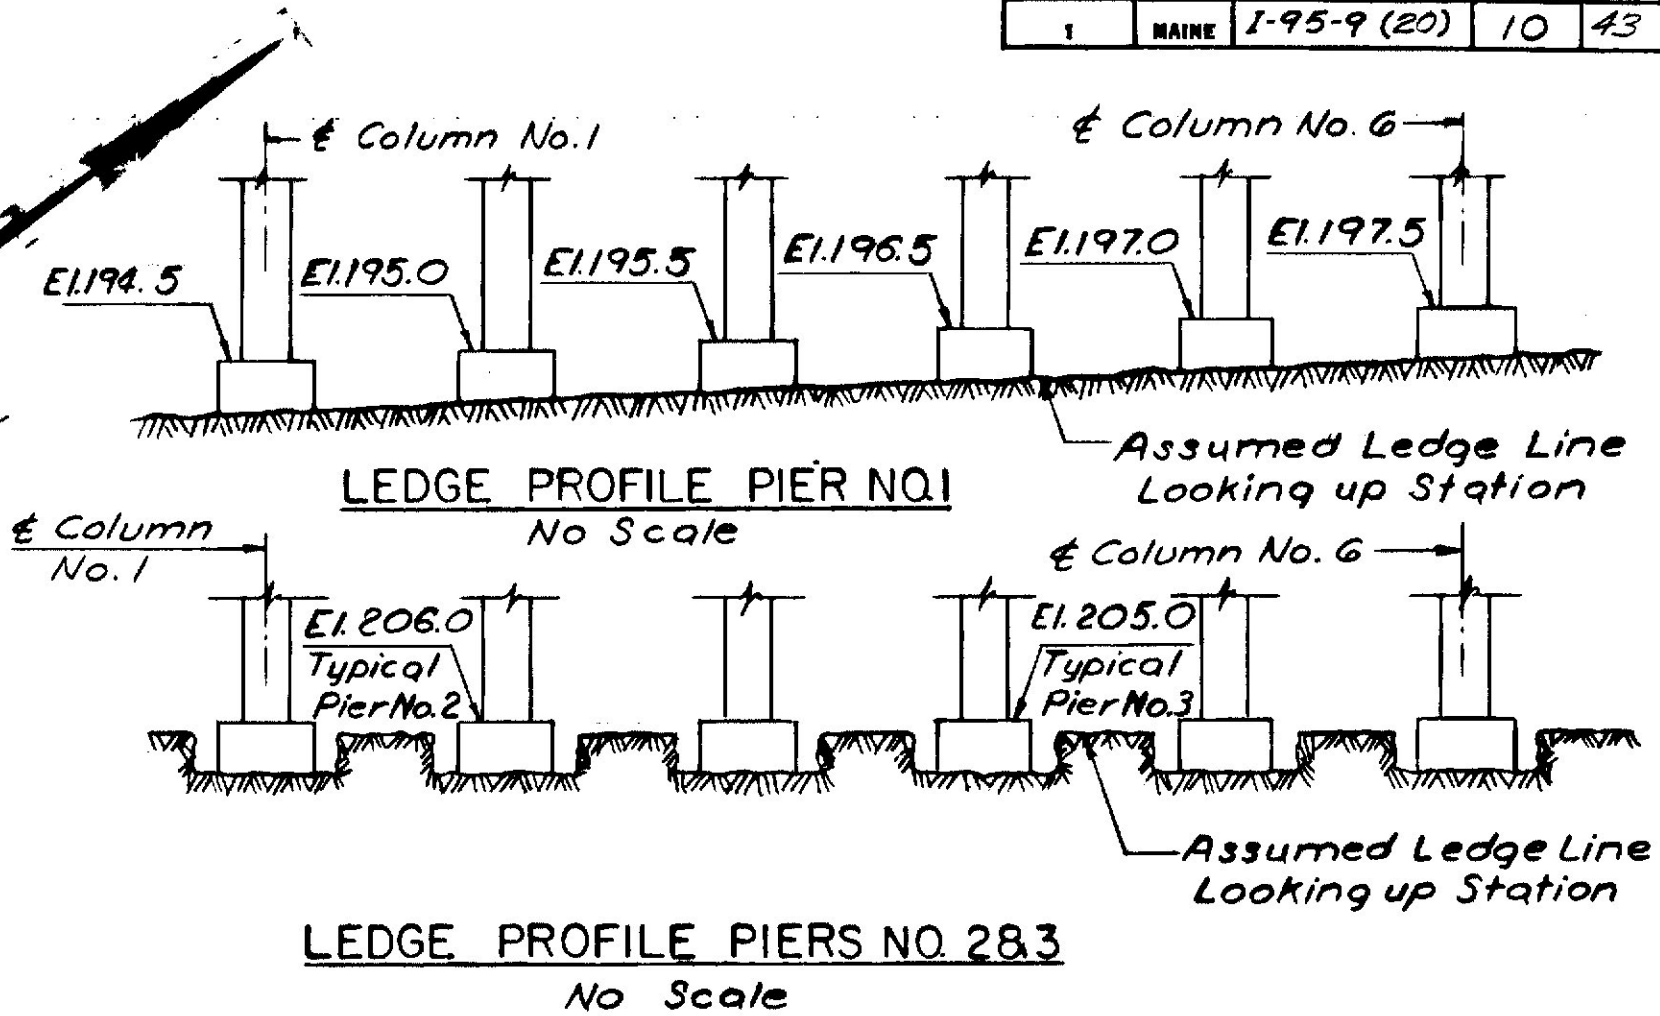 1 MAINE I-95-9 (20) 10 43
℄ Column No. 1
℄ Column No. 6
El. 194.5
El. 195.0
El. 195.5
El. 196.5
El. 197.0
El. 197.5
Assumed Ledge Line
Looking up Station
LEDGE PROFILE PIER NO. 1
No Scale
℄ Column
No. 1
℄ Column No. 6
El. 206.0
Typical
Pier No. 2
El. 205.0
Typical
Pier No. 3
Assumed Ledge Line
Looking up Station
LEDGE PROFILE PIERS NO. 2&3
No Scale